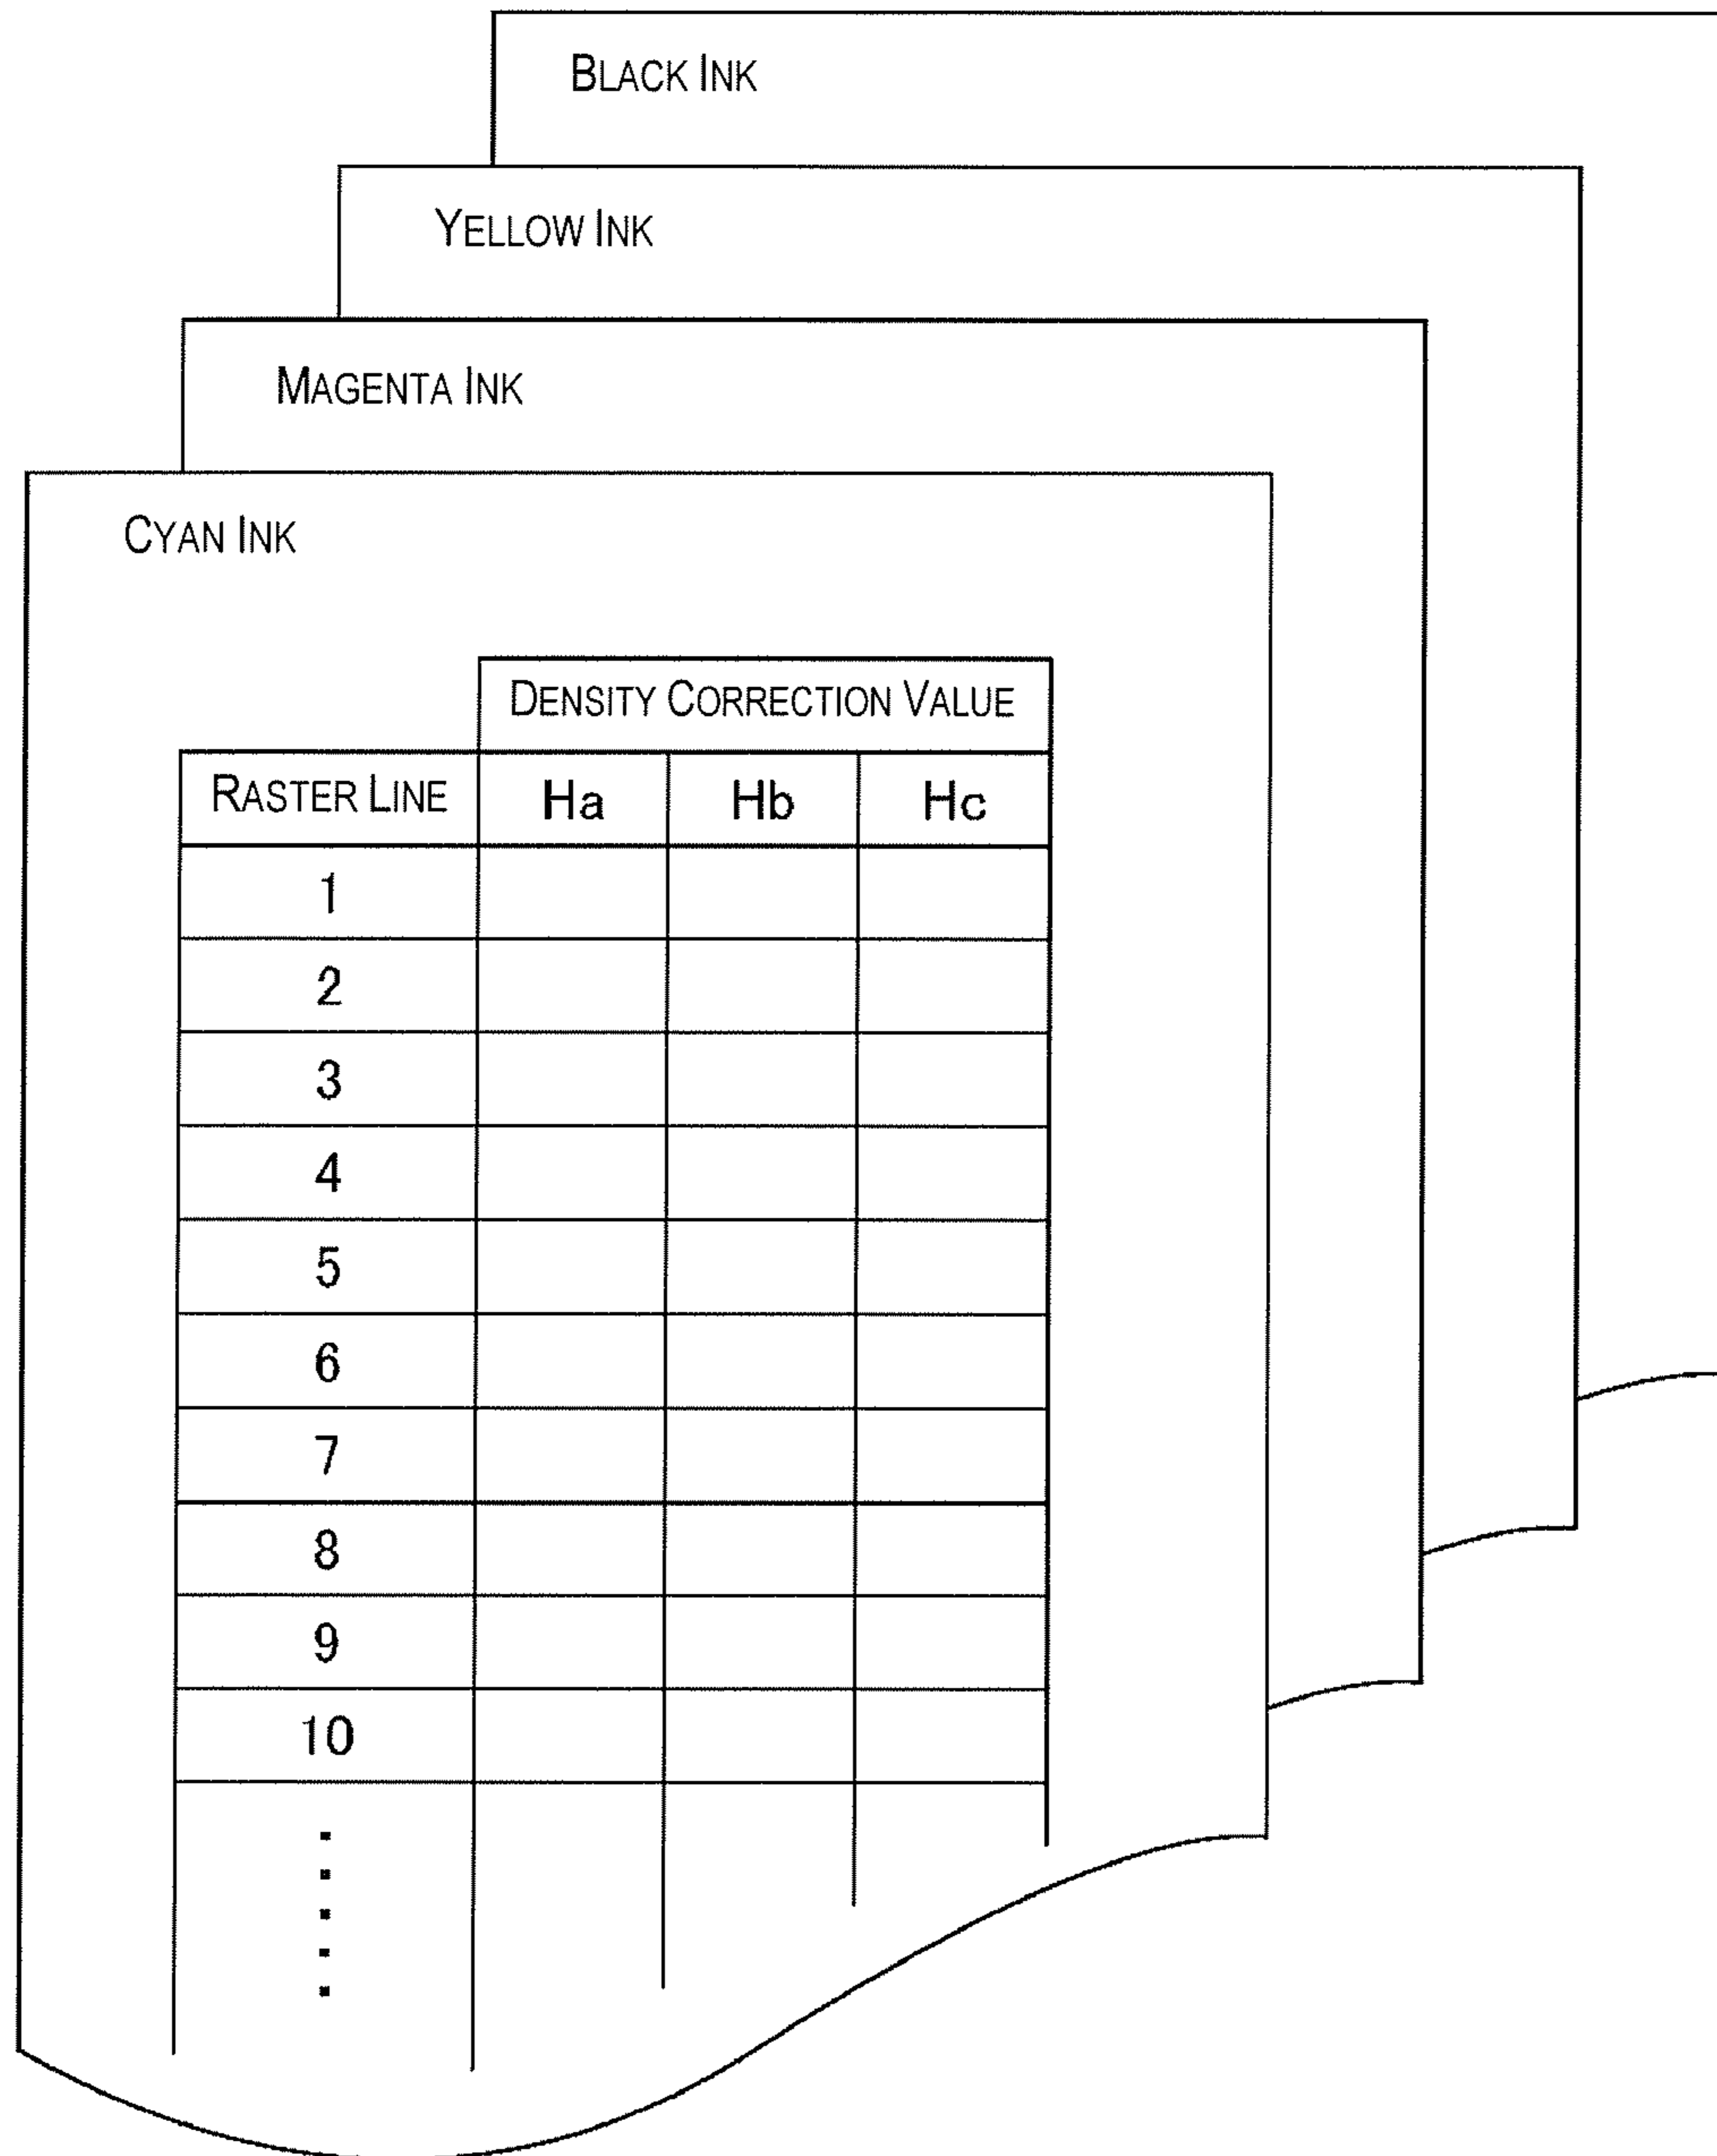 BLACK INK
YELLOW INK
MAGENTA INK
CYAN INK
DENSITY CORRECTION VALUE
RASTER LINE Ha Hb Hc
1
2
3
4
5
6
7
8
9
10